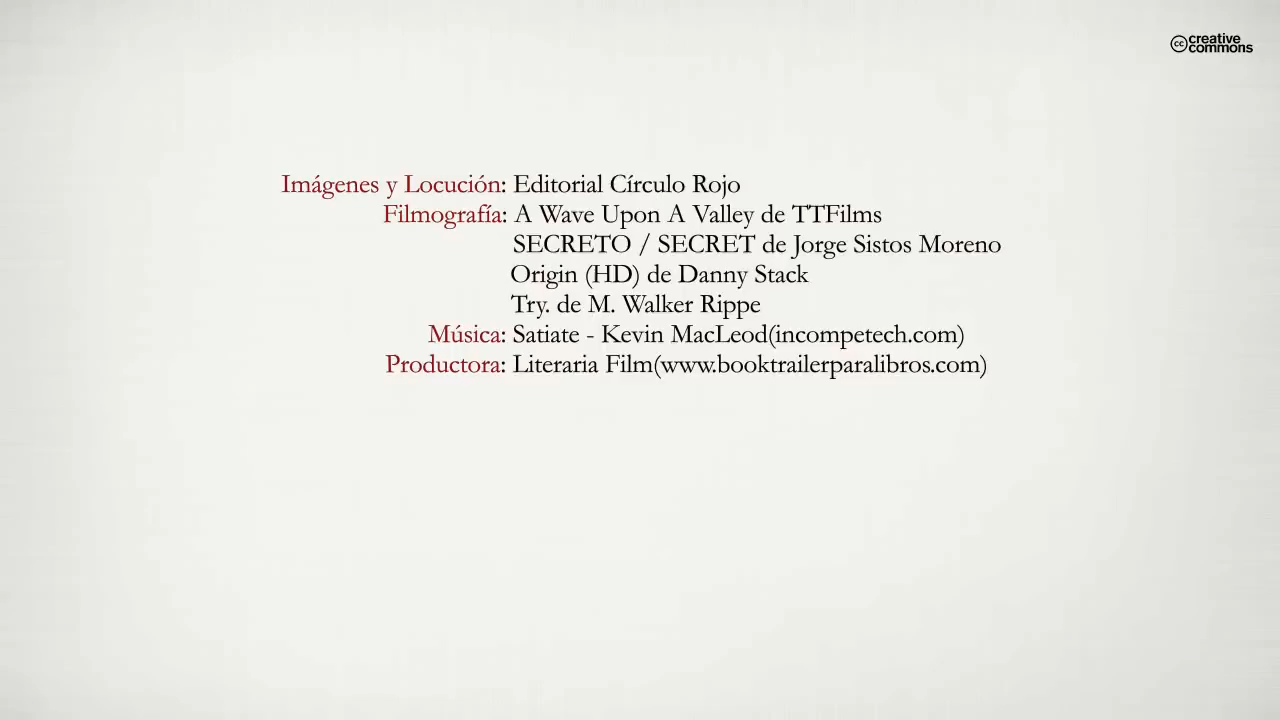 cc creative
commons
Imágenes y Locución: Editorial Círculo Rojo
Filmografía: A Wave Upon A Valley de TTFilms
SECRETO / SECRET de Jorge Sistos Moreno
Origin (HD) de Danny Stack
Try. de M. Walker Rippe
Música: Satiate - Kevin MacLeod(incompetech.com)
Productora: Literaria Film(www.booktrailerparalibros.com)